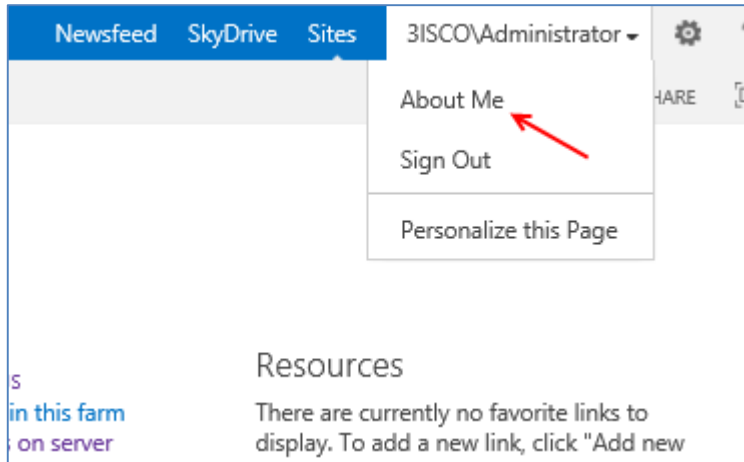 Newsfeed SkyDrive Sites 3ISCO\Administrator
About Me
HARE
Sign Out
Personalize this Page
Resources
s
in this farm
There are currently no favorite links to
on server
display. To add a new link, click "Add new